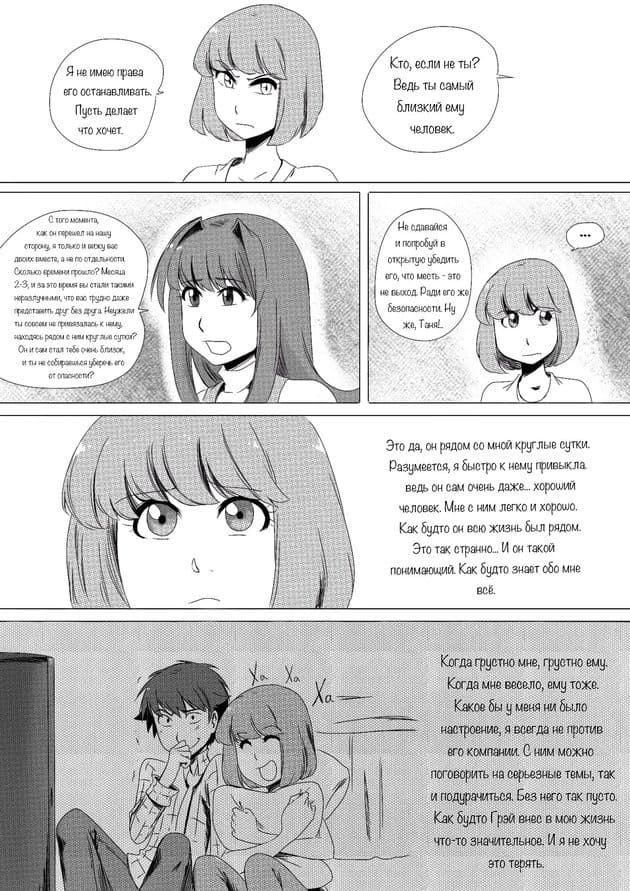 Я не имею права
его останавливать.
Пусть делает
что хочет.
Кто, если не ты?
Ведь ты самый
близкий ему
человек.
С того момента,
как он перешел на нашу
сторону, я только и вижу вас
двоих вместе, а не по отдельности.
Сколько времени прошло? Месяца
2-3, и за это время вы стали такими
неразлучными, что вас трудно даже
представить друг без друга. Неужели
ты совсем не привязалась к нему,
находясь рядом с ним круглые сутки?
Он и сам стал тебе очень близок,
и ты не собираешься уберечь его
от опасности?
Не сдавайся
и попробуй в
открытую убедить
его, что месть - это
не выход. Ради его же
безопасности. Ну
же, Таня!..
...
Это да, он рядом со мной круглые сутки.
Разумеется, я быстро к нему привыкла.
ведь он сам очень даже... хороший
человек. Мне с ним легко и хорошо.
Как будто он всю жизнь был рядом.
Это так странно... И он такой
понимающий. Как будто знает обо мне
всё.
Ха Ха Ха
Когда грустно мне, грустно ему.
Когда мне весело, ему тоже.
Какое бы у меня ни было
настроение, я всегда не против
его компании. С ним можно
поговорить на серьезные темы, так
и подурачиться. Без него так пусто.
Как будто Грэй внес в мою жизнь
что-то значительное. И я не хочу
это терять.